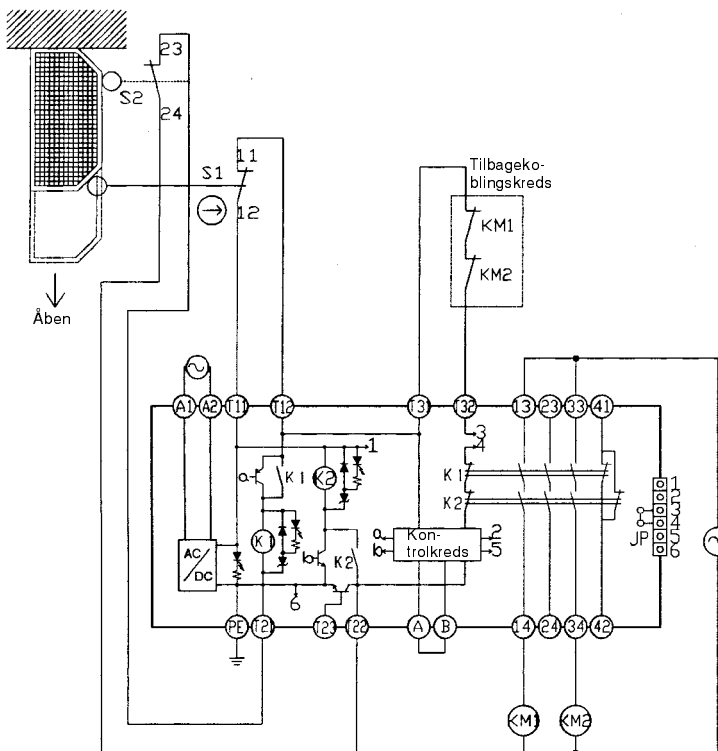 23
S2
24
11
S1
12
Åben
Tilbageko-
blingskreds
KM1
KM2
A1 A2 T11 T12 T31 T32 13 23 33 41
1
3
4
a
K1
K2
K1
K2
K1
b
K2
a
b
Kon-
trolkreds
2
5
AC/
DC
6
JP
1
2
3
4
5
6
PE T21 T23 T22 A B 14 24 34 42
KM1 KM2